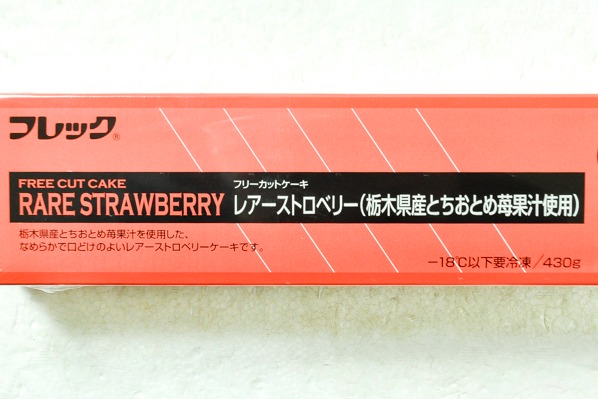 フレック®
FREE CUT CAKE
フリーカットケーキ
RARE STRAWBERRY レアーストロベリー(栃木県産とちおとめ苺果汁使用)
栃木県産とちおとめ苺果汁を使用した、
なめらかで口どけのよいレアーストロベリーケーキです。
−18℃以下要冷凍/430g